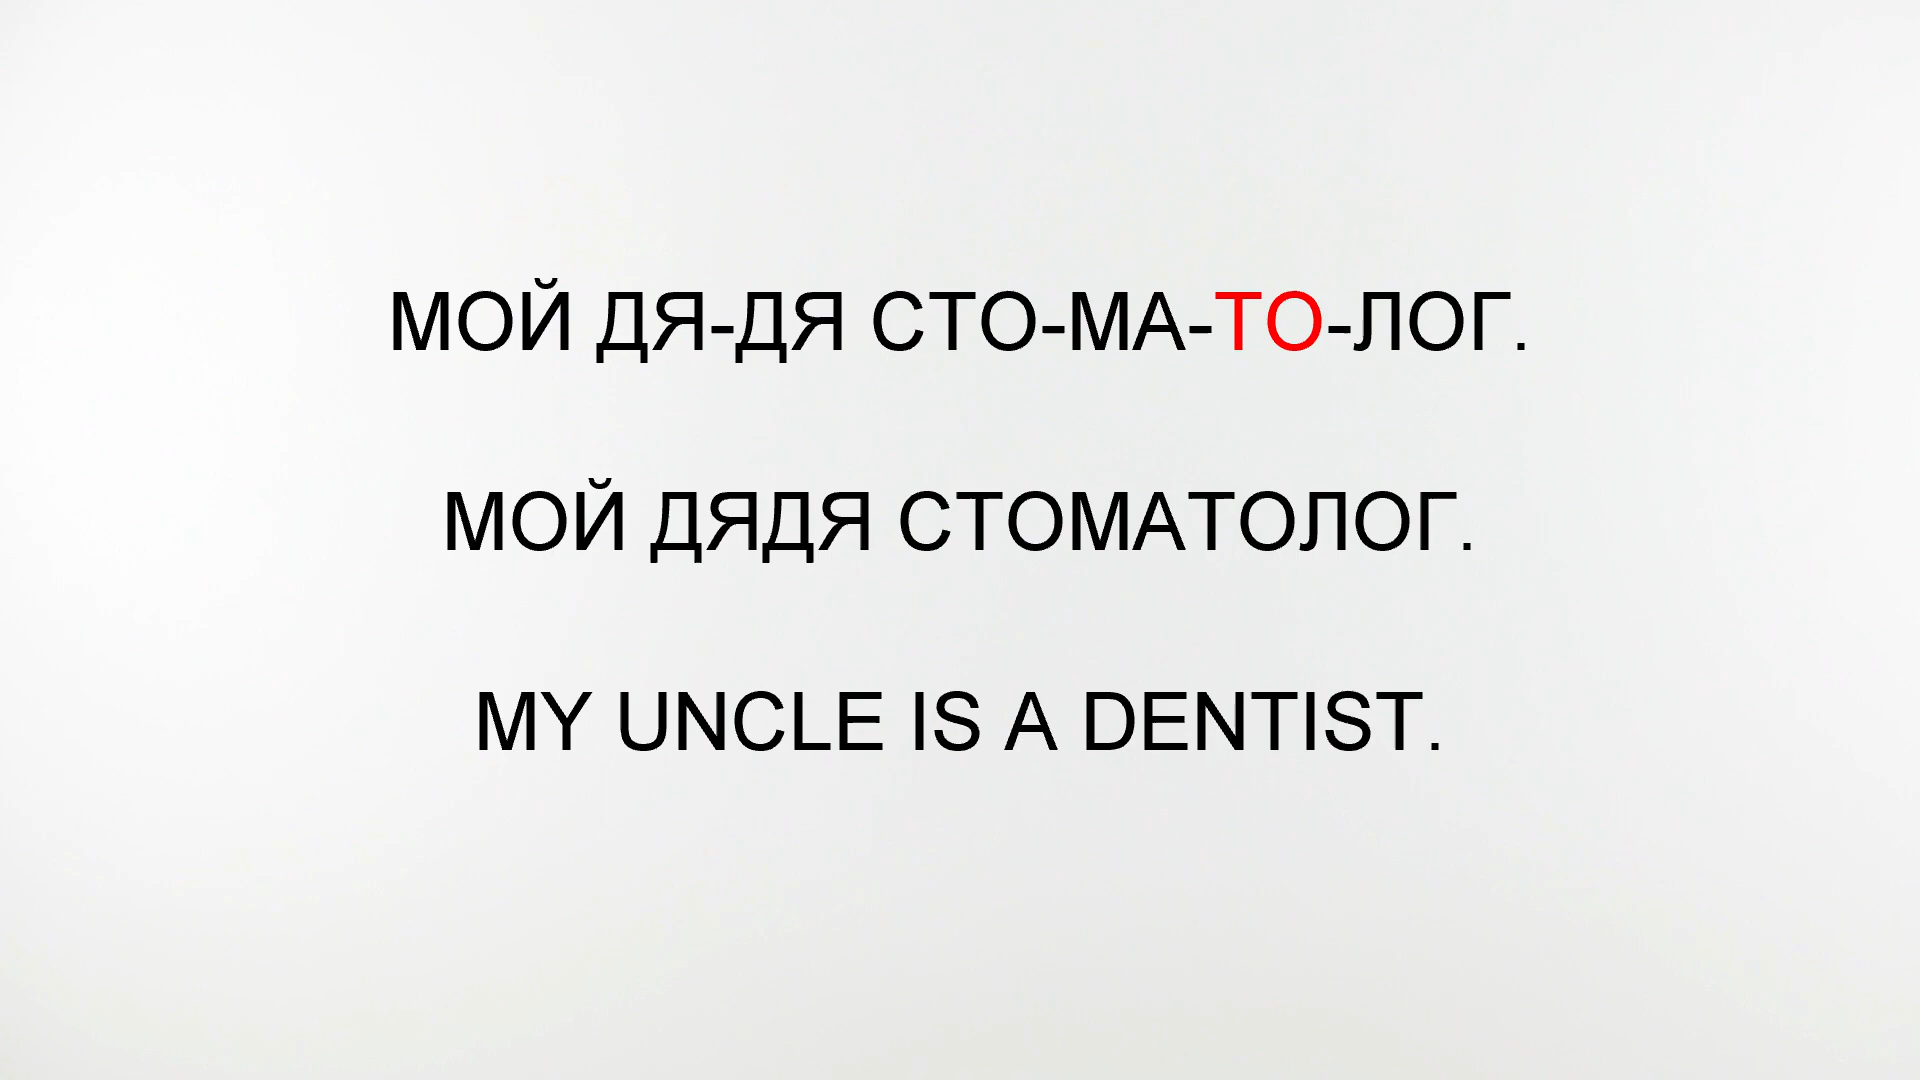 МОЙ ДЯ-ДЯ СТО-МА-ТО-ЛОГ.
МОЙ ДЯДЯ СТОМАТОЛОГ.
MY UNCLE IS A DENTIST.